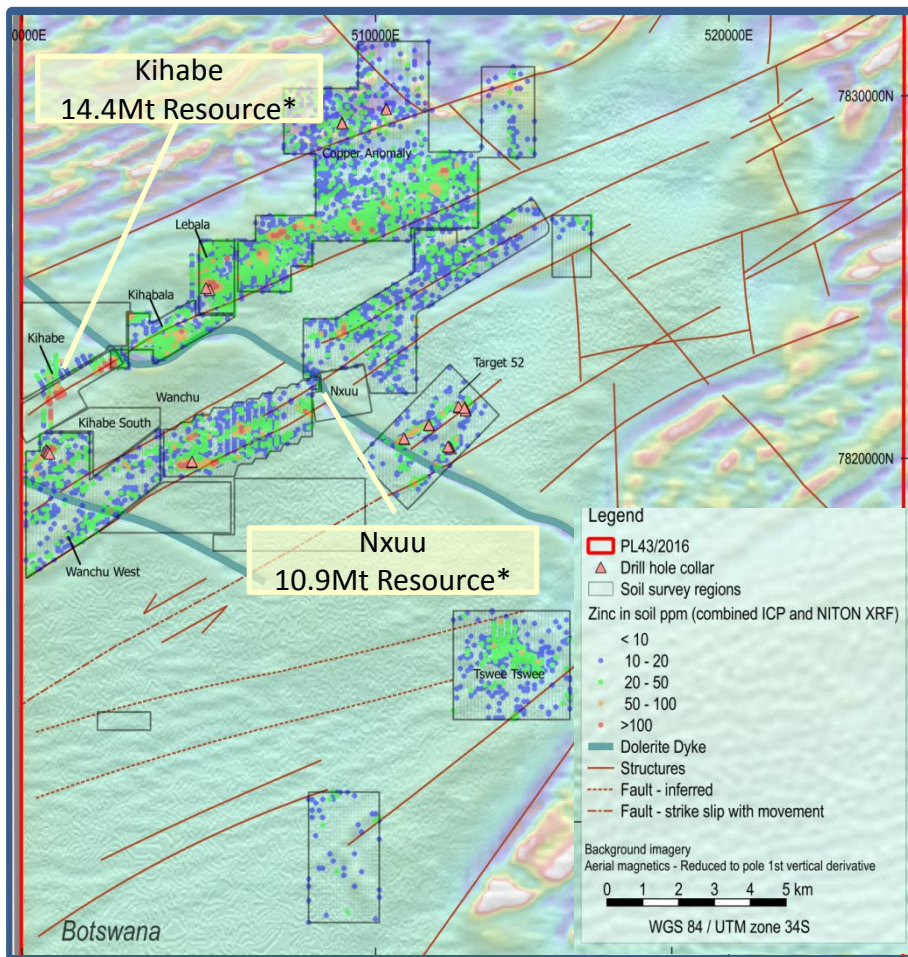 0000E
510000E
520000E
Kihabe
14.4Mt Resource*
7830000N
Copper Anomaly
Lebala
Kihabala
Kihabe
Target 52
Wanchu
Nxuu
Kihabe South
7820000N
Nxuu
10.9Mt Resource*
Wanchu West
Tswee Tswee
Botswana
Legend
PL43/2016
Drill hole collar
Soil survey regions
Zinc in soil ppm (combined ICP and NITON XRF)
< 10
10 - 20
20 - 50
50 - 100
>100
Dolerite Dyke
Structures
Fault - inferred
Fault - strike slip with movement
Background imagery
Aerial magnetics - Reduced to pole 1st vertical derivative
0 1 2 3 4 5 km
WGS 84 / UTM zone 34S